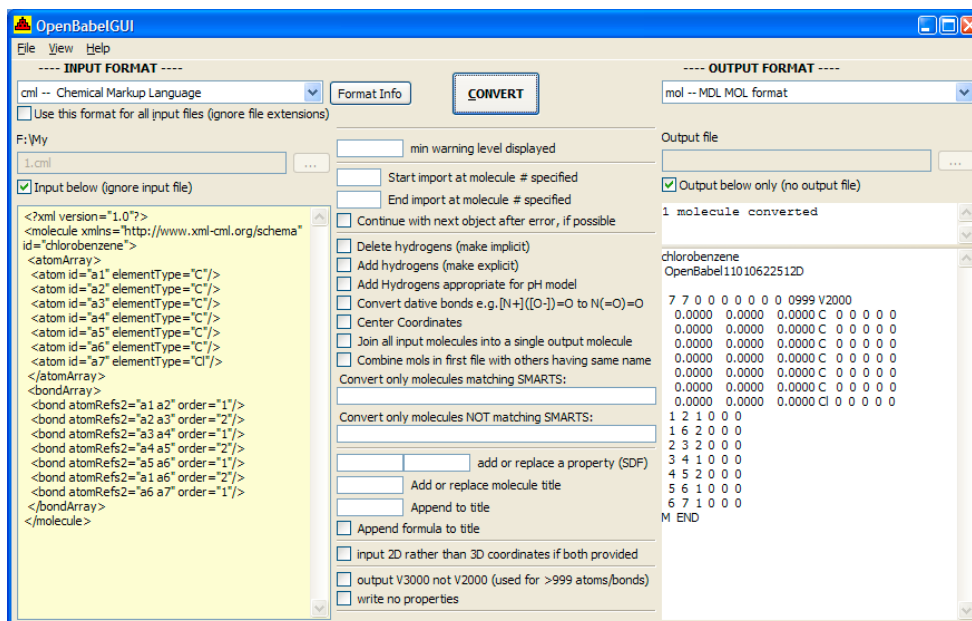 OpenBabelGUI
File View Help
---- INPUT FORMAT ----
cml -- Chemical Markup Language
Use this format for all input files (ignore file extensions)
F:\My
1.cml
...
Input below (ignore input file)
<?xml version="1.0"?>
<molecule xmlns="http://www.xml-cml.org/schema"
id="chlorobenzene">
<atomArray>
<atom id="a1" elementType="C"/>
<atom id="a2" elementType="C"/>
<atom id="a3" elementType="C"/>
<atom id="a4" elementType="C"/>
<atom id="a5" elementType="C"/>
<atom id="a6" elementType="C"/>
<atom id="a7" elementType="Cl"/>
</atomArray>
<bondArray>
<bond atomRefs2="a1 a2" order="1"/>
<bond atomRefs2="a2 a3" order="2"/>
<bond atomRefs2="a3 a4" order="1"/>
<bond atomRefs2="a4 a5" order="2"/>
<bond atomRefs2="a5 a6" order="1"/>
<bond atomRefs2="a1 a6" order="2"/>
<bond atomRefs2="a6 a7" order="1"/>
</bondArray>
</molecule>
Format Info
CONVERT
min warning level displayed
Start import at molecule # specified
End import at molecule # specified
Continue with next object after error, if possible
Delete hydrogens (make implicit)
Add hydrogens (make explicit)
Add Hydrogens appropriate for pH model
Convert dative bonds e.g.[N+]([O-])=O to N(=O)=O
Center Coordinates
Join all input molecules into a single output molecule
Combine mols in first file with others having same name
Convert only molecules matching SMARTS:
Convert only molecules NOT matching SMARTS:
add or replace a property (SDF)
Add or replace molecule title
Append to title
Append formula to title
input 2D rather than 3D coordinates if both provided
output V3000 not V2000 (used for >999 atoms/bonds)
write no properties
---- OUTPUT FORMAT ----
mol -- MDL MOL format
Output file
...
Output below only (no output file)
1 molecule converted
chlorobenzene
OpenBabel11010622512D
7 7 0 0 0 0 0 0 0 0 0999 V2000
0.0000 0.0000 0.0000 C 0 0 0 0 0
0.0000 0.0000 0.0000 C 0 0 0 0 0
0.0000 0.0000 0.0000 C 0 0 0 0 0
0.0000 0.0000 0.0000 C 0 0 0 0 0
0.0000 0.0000 0.0000 C 0 0 0 0 0
0.0000 0.0000 0.0000 C 0 0 0 0 0
0.0000 0.0000 0.0000 Cl 0 0 0 0 0
1 2 1 0 0 0
1 6 2 0 0 0
2 3 2 0 0 0
3 4 1 0 0 0
4 5 2 0 0 0
5 6 1 0 0 0
6 7 1 0 0 0
M END